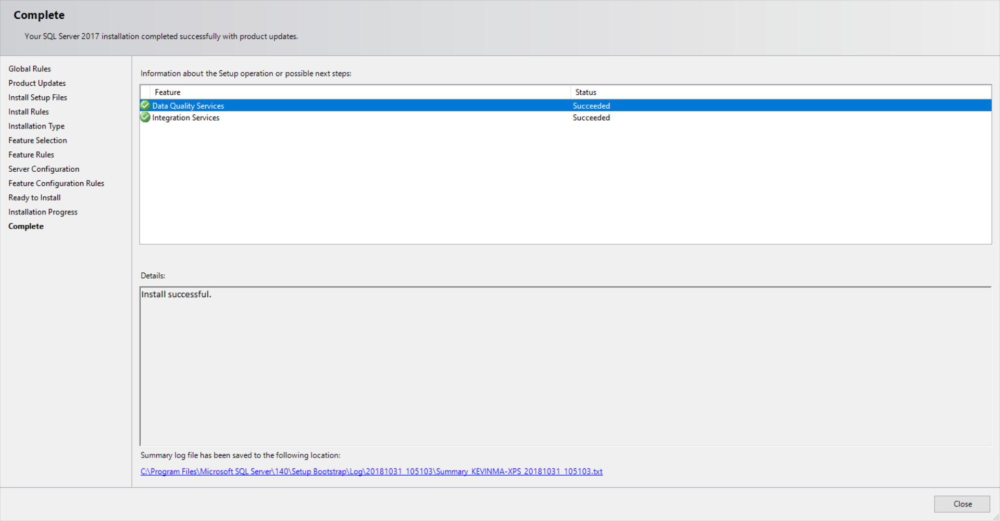 Complete
Your SQL Server 2017 installation completed successfully with product updates.
Global Rules
Product Updates
Install Setup Files
Install Rules
Installation Type
Feature Selection
Feature Rules
Server Configuration
Feature Configuration Rules
Ready to Install
Installation Progress
Complete
Information about the Setup operation or possible next steps:
Feature Status
Data Quality Services Succeeded
Integration Services Succeeded
Details:
Install successful.
Summary log file has been saved to the following location:
C:\Program Files\Microsoft SQL Server\140\Setup Bootstrap\Log\20181031_105103\Summary_KEVINMA-XPS_20181031_105103.txt
Close